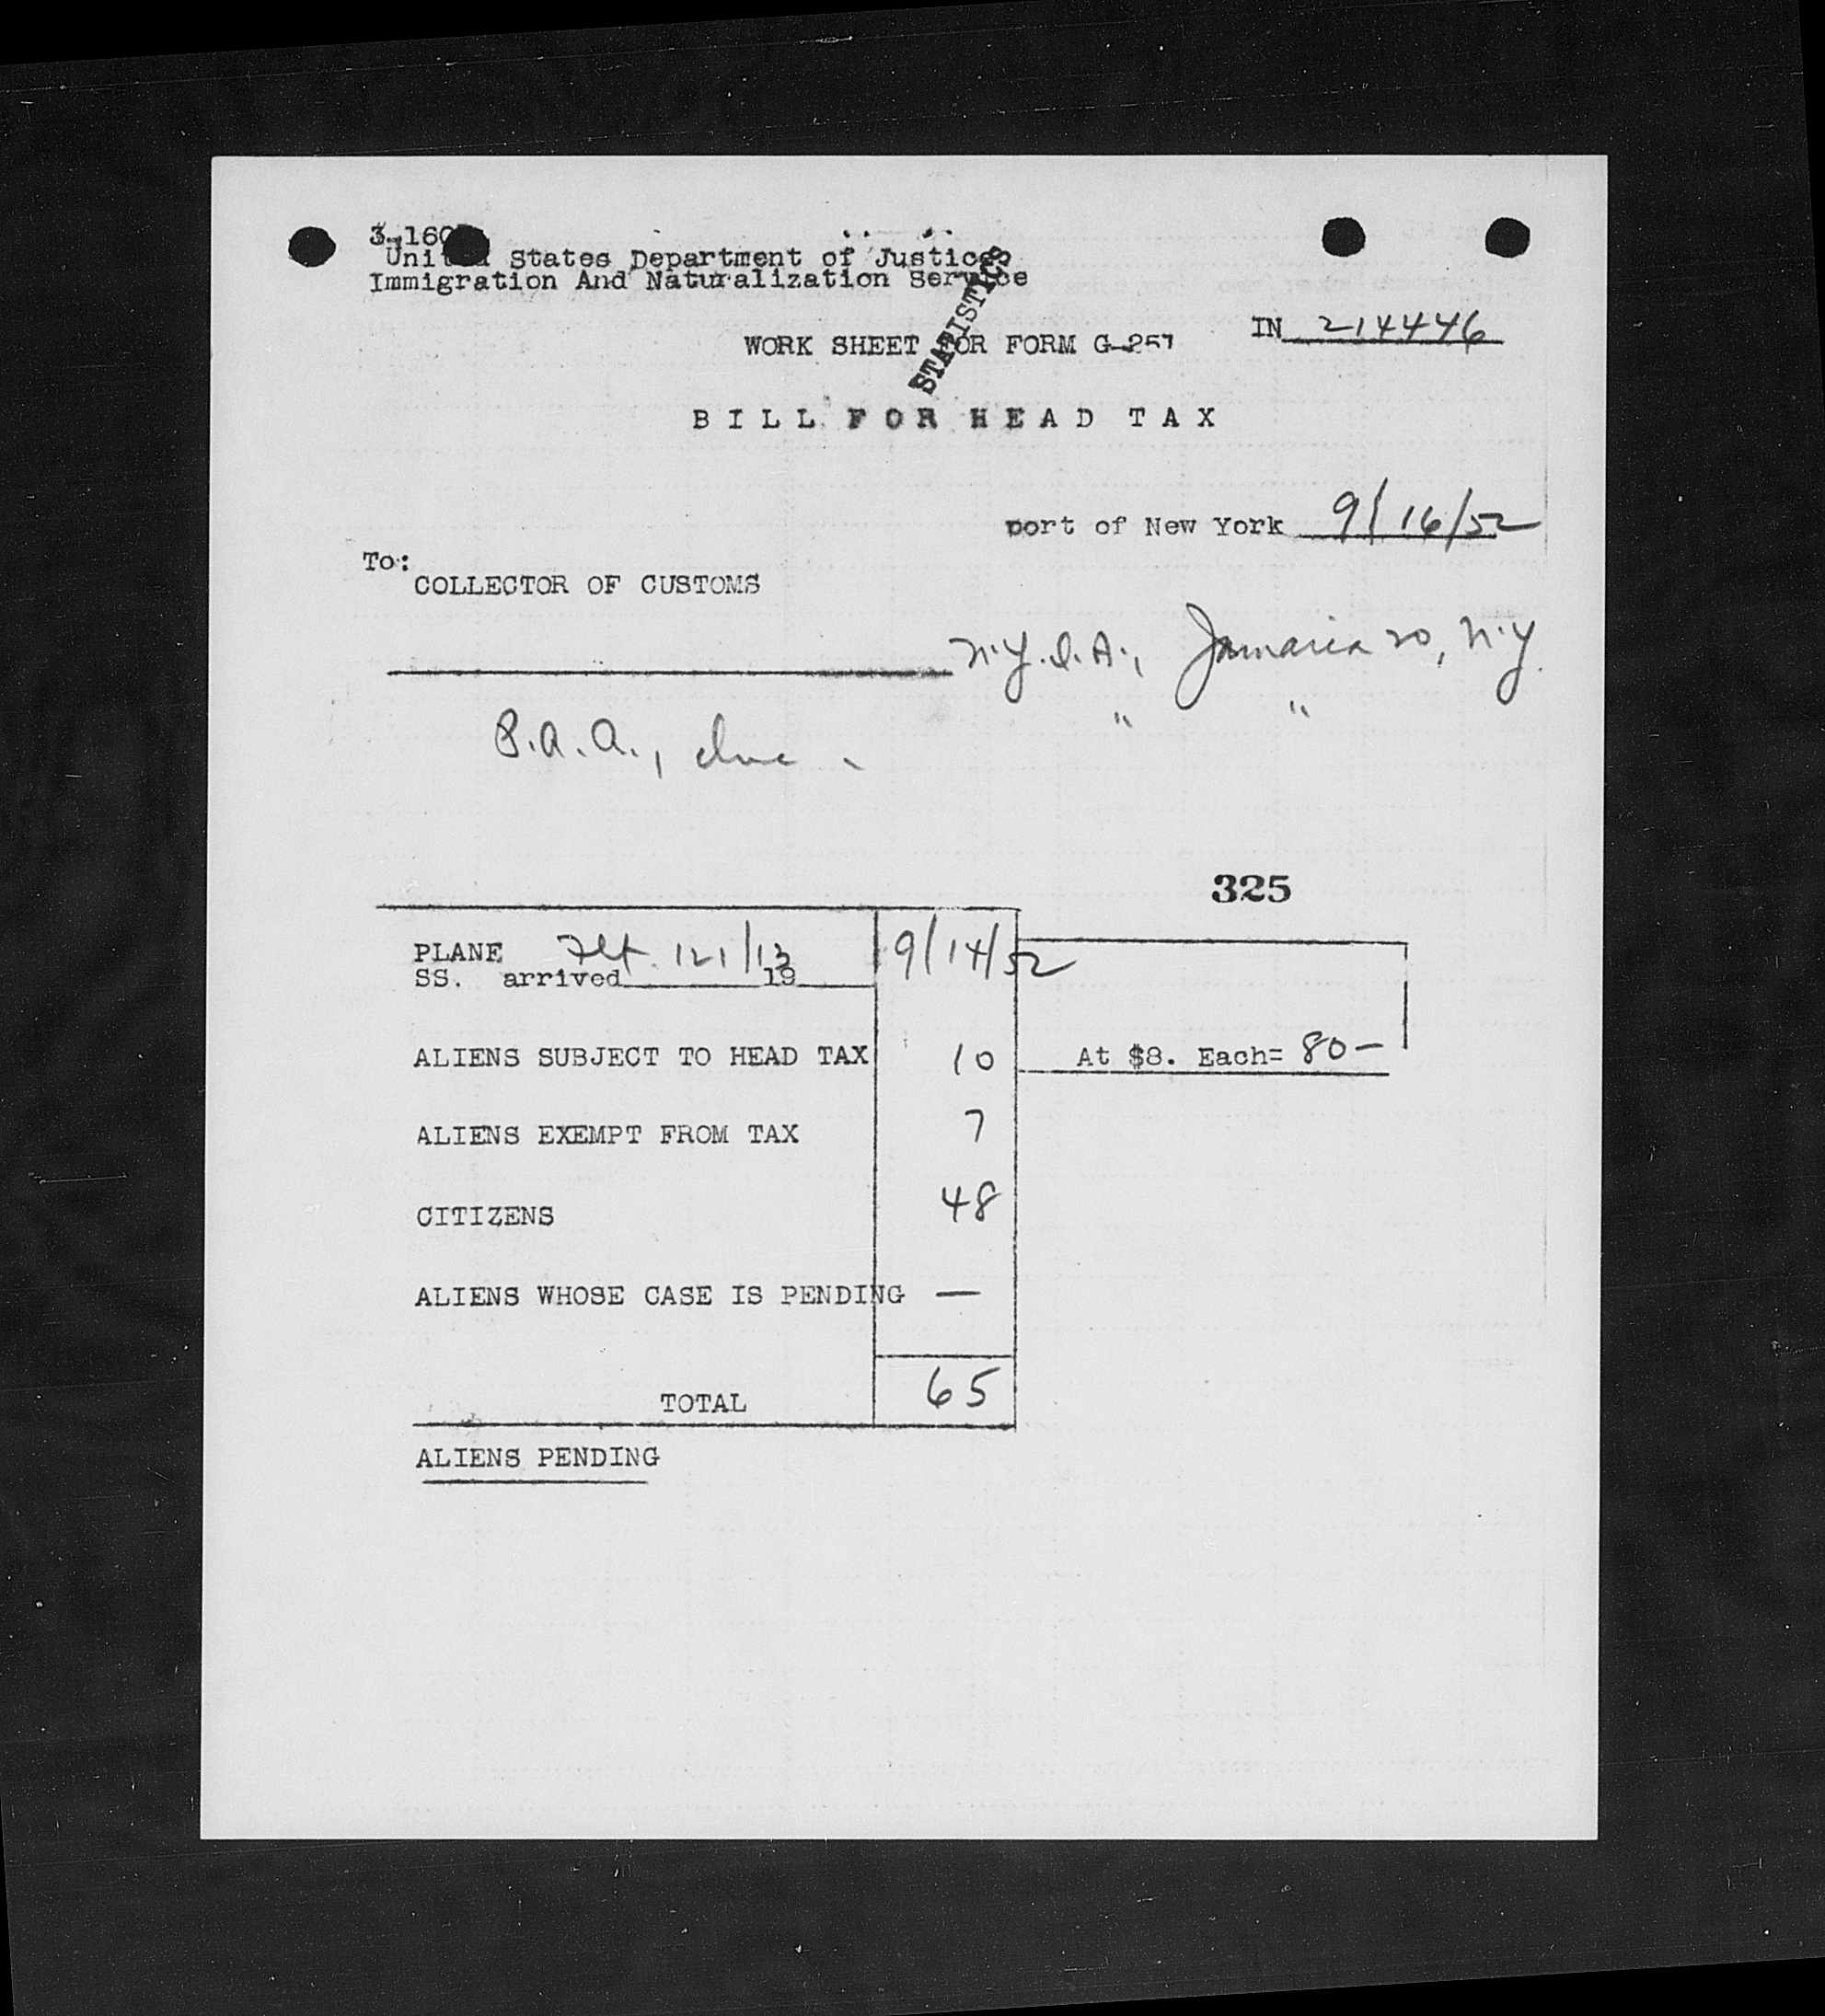 3-160
United States Department of Justice
Immigration And Naturalization Service
STATISTICS
WORK SHEET FOR FORM G-257
IN 214446
BILL FOR HEAD TAX
port of New York 9/16/52
To:
COLLECTOR OF CUSTOMS
N.Y.I.A., Jamaica 20, N.Y.
P.A.A., Inc. " "
325
PLANE Flt. 121/13 9/14/52
SS. arrived 19
ALIENS SUBJECT TO HEAD TAX 10 At $8. Each= 80-
ALIENS EXEMPT FROM TAX 7
CITIZENS 48
ALIENS WHOSE CASE IS PENDING —
TOTAL 65
ALIENS PENDING